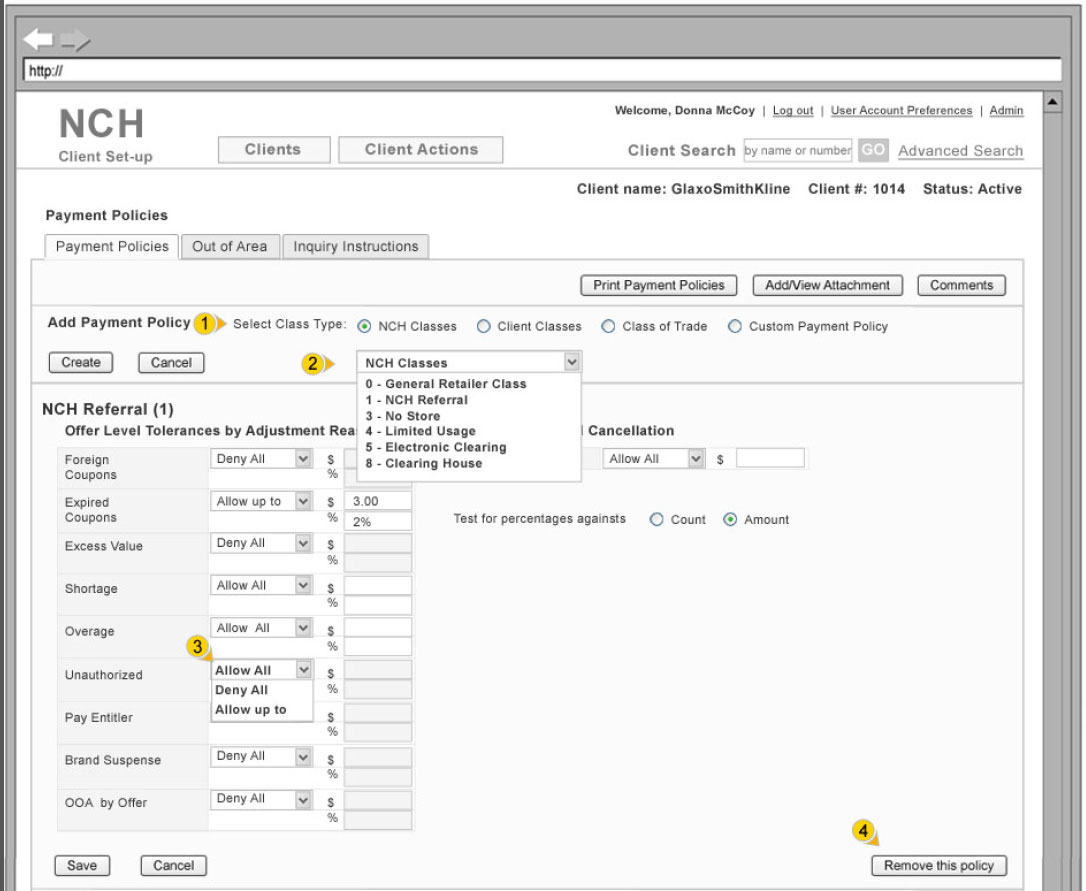 http://
Welcome, Donna McCoy | Log out | User Account Preferences | Admin
NCH
Client Set-up
Clients
Client Actions
Client Search by name or number GO Advanced Search
Client name: GlaxoSmithKline Client #: 1014 Status: Active
Payment Policies
Payment Policies Out of Area Inquiry Instructions
Print Payment Policies Add/View Attachment Comments
Add Payment Policy 1 Select Class Type: NCH Classes Client Classes Class of Trade Custom Payment Policy
Create Cancel 2 NCH Classes
0 - General Retailer Class
1 - NCH Referral
3 - No Store
4 - Limited Usage
5 - Electronic Clearing
8 - Clearing House
NCH Referral (1)
Offer Level Tolerances by Adjustment Rea
Cancellation
Foreign Coupons Deny All $
%
Allow All $
Expired Coupons Allow up to $ 3.00
% 2%
Test for percentages againsts Count Amount
Excess Value Deny All $
%
Shortage Allow All $
%
Overage Allow All $
%
3
Unauthorized Allow All $
Deny All %
Allow up to
Pay Entitler $
%
Brand Suspense Deny All $
%
OOA by Offer Deny All $
%
4
Save Cancel Remove this policy